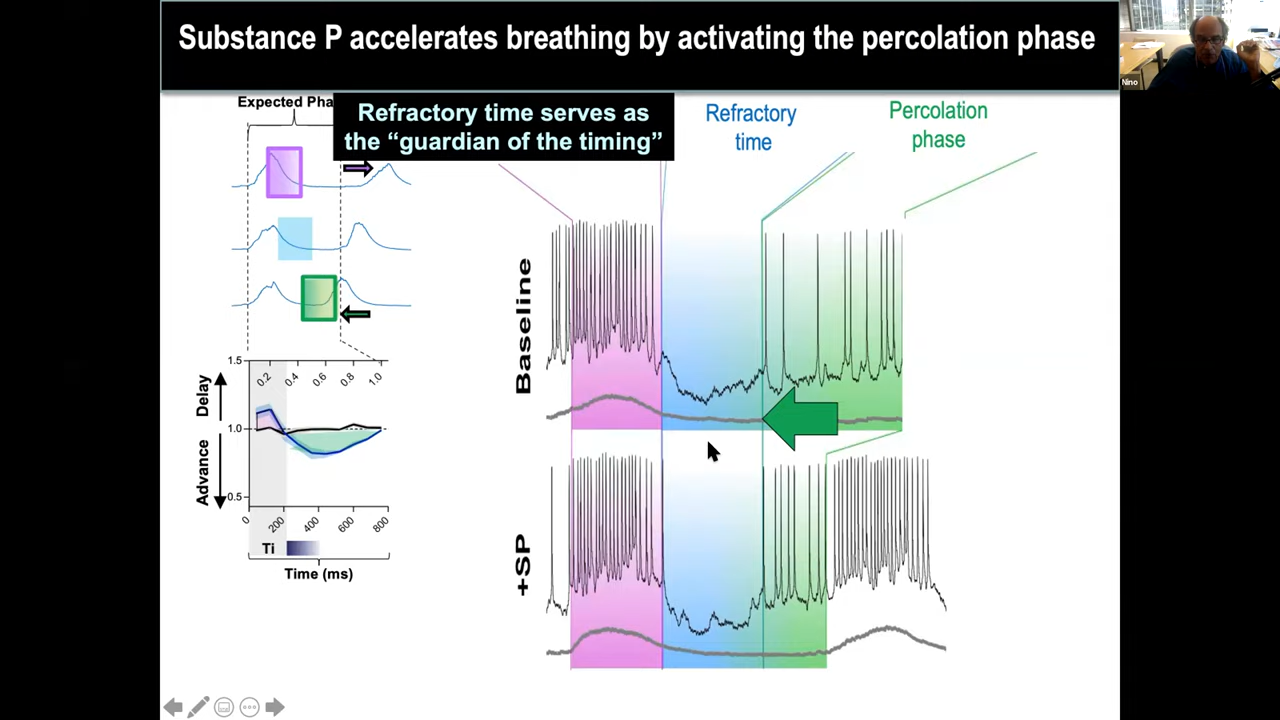 Substance P accelerates breathing by activating the percolation phase
Nino
Expected Pha
Refractory time serves as
the “guardian of the timing”
Refractory
time
Percolation
phase
Baseline
+SP
1.5
1.0
0.5
Delay
Advance
0.2 0.4 0.6 0.8 1.0
0 200 400 600 800
Ti
Time (ms)